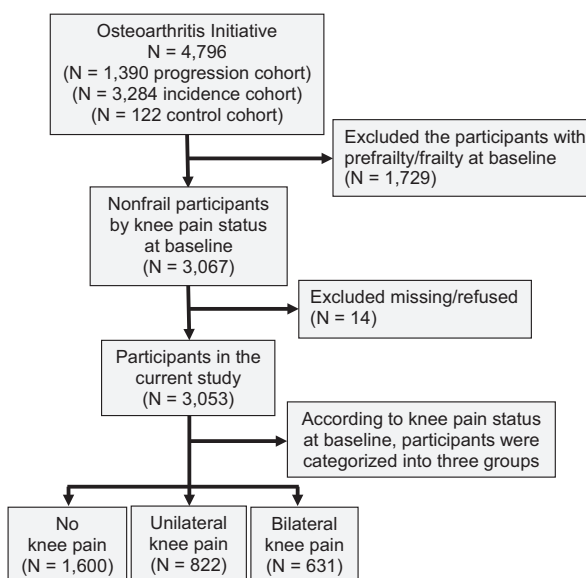 Osteoarthritis Initiative
N = 4,796
(N = 1,390 progression cohort)
(N = 3,284 incidence cohort)
(N = 122 control cohort)
Excluded the participants with
prefrailty/frailty at baseline
(N = 1,729)
Nonfrail participants
by knee pain status
at baseline
(N = 3,067)
Excluded missing/refused
(N = 14)
Participants in the
current study
(N = 3,053)
According to knee pain status
at baseline, participants were
categorized into three groups
No
knee pain
(N = 1,600)
Unilateral
knee pain
(N = 822)
Bilateral
knee pain
(N = 631)